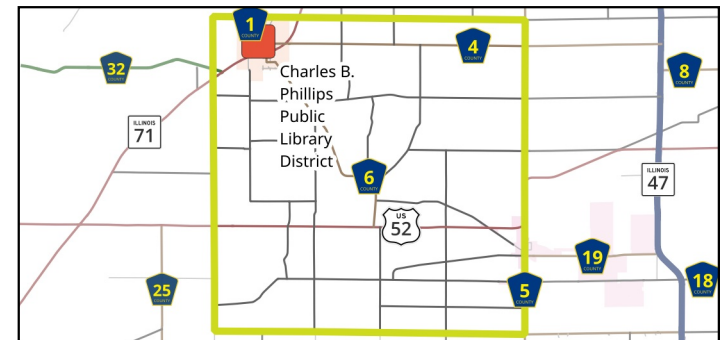 1
COUNTY
4
COUNTY
32
COUNTY
8
COUNTY
Charles B.
Phillips
Public
Library
District
ILLINOIS
71
6
COUNTY
ILLINOIS
47
US
52
19
COUNTY
25
COUNTY
5
COUNTY
18
COUNTY